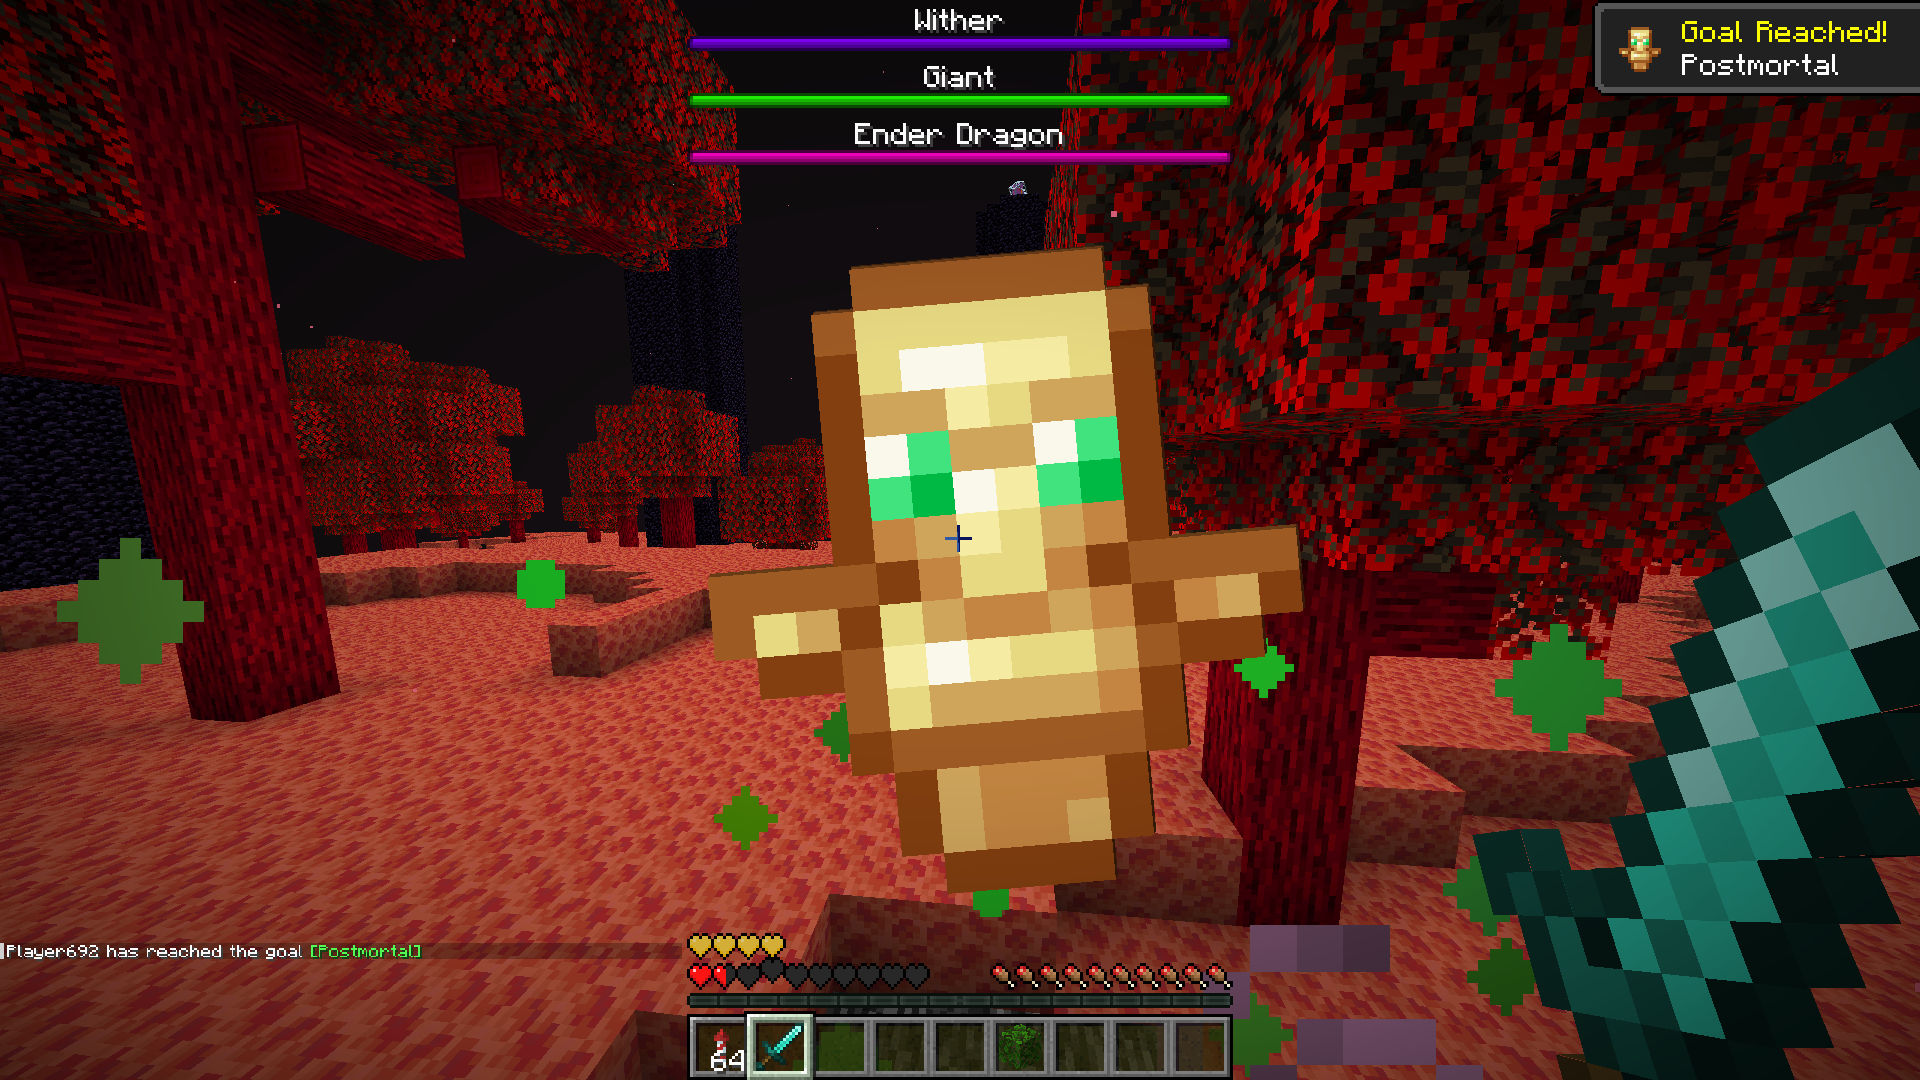 Wither
Giant
Ender Dragon
Goal Reached!
Postmortal
Player692 has reached the goal [Postmortal]
64